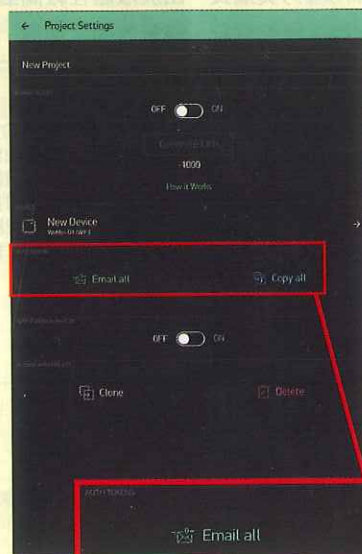 Project Settings
New Project
OFF ON
-1000
How it Works
New Device
Email all Copy all
OFF ON
Clone Delete
AUTH TOKENS
Email all